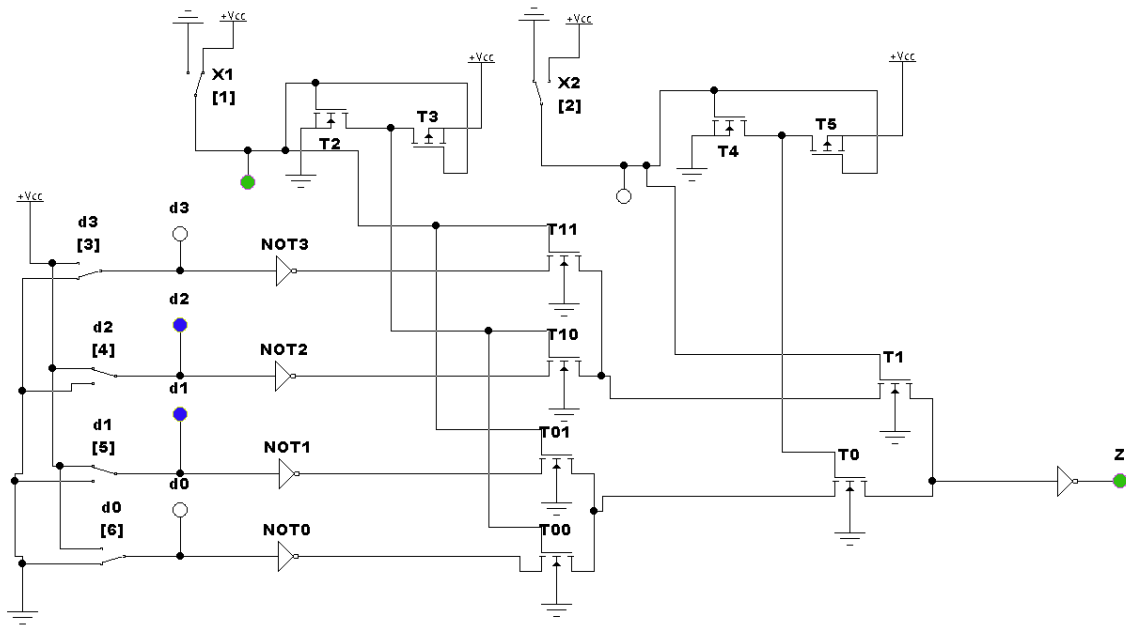 +Vcc
X1
[1]
+Vcc
T3
T2
+Vcc
X2
[2]
+Vcc
T5
T4
+Vcc
d3
[3]
d3
NOT3
T11
d2
[4]
d2
NOT2
T10
T1
d1
[5]
d1
NOT1
T01
T0
Z
d0
[6]
d0
NOT0
T00